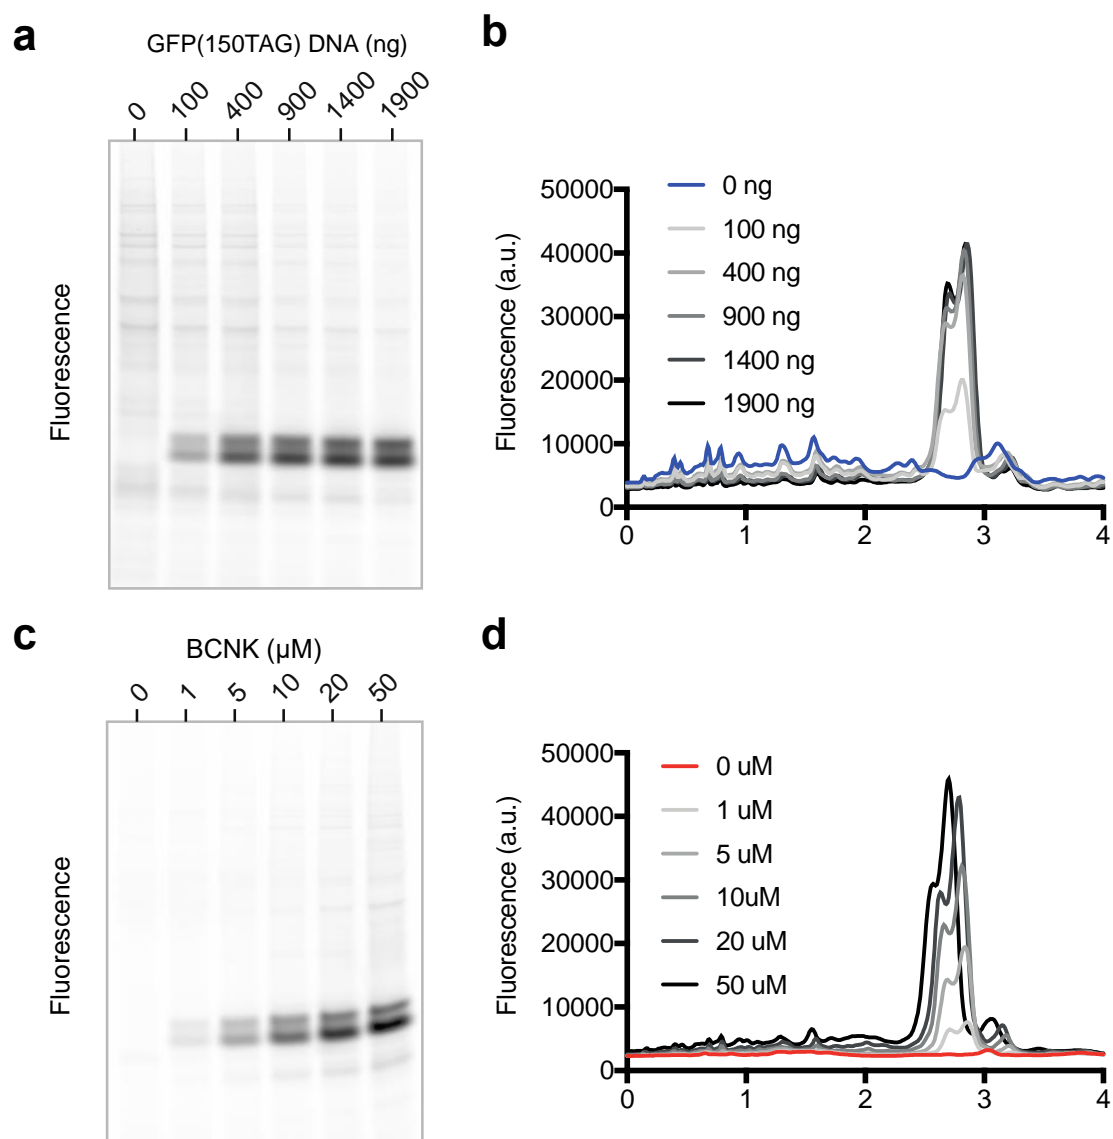 a
GFP(150TAG) DNA (ng)
0 100 400 900 1400 1900
Fluorescence
b
Fluorescence (a.u.)
50000
40000
30000
20000
10000
0
0 ng
100 ng
400 ng
900 ng
1400 ng
1900 ng
0 1 2 3 4
c
BCNK (µM)
0 1 5 10 20 50
Fluorescence
d
Fluorescence (a.u.)
50000
40000
30000
20000
10000
0
0 uM
1 uM
5 uM
10uM
20 uM
50 uM
0 1 2 3 4